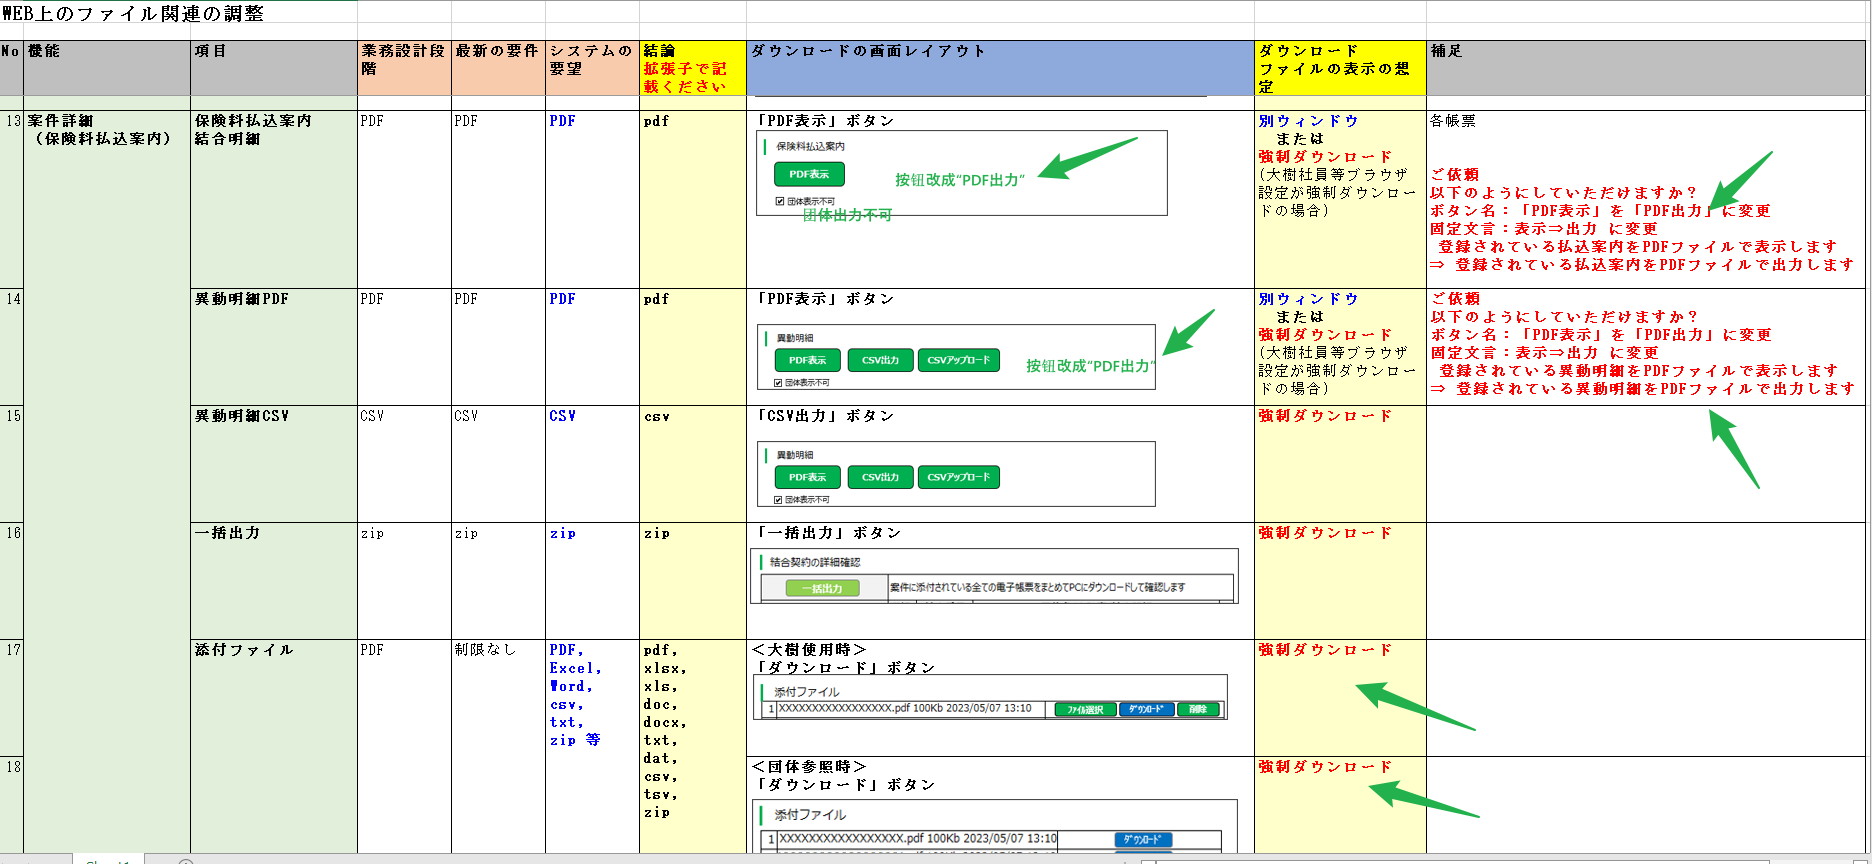 WEB上のファイル関連の調整
No
機能
項目
業務設計段階
最新の要件
システムの要望
結論
拡張子で記載ください
ダウンロードの画面レイアウト
ダウンロード
ファイルの表示の想定
補足
13
案件詳細
（保険料払込案内）
保険料払込案内
結合明細
PDF
PDF
PDF
pdf
「PDF表示」ボタン
保険料払込案内
PDF表示
按钮改成“PDF出力”
団体表示不可
团体出力不可
別ウィンドウ
または
強制ダウンロード
(大樹社員等ブラウザ
設定が強制ダウンロー
ドの場合)
各帳票
ご依頼
以下のようにしていただけますか？
ボタン名：「PDF表示」を「PDF出力」に変更
固定文言：表示⇒出力 に変更
登録されている払込案内をPDFファイルで表示します
⇒ 登録されている払込案内をPDFファイルで出力します
14
異動明細PDF
PDF
PDF
PDF
pdf
「PDF表示」ボタン
異動明細
PDF表示
CSV出力
CSVアップロード
按钮改成“PDF出力”
団体表示不可
別ウィンドウ
または
強制ダウンロード
(大樹社員等ブラウザ
設定が強制ダウンロー
ドの場合)
ご依頼
以下のようにしていただけますか？
ボタン名：「PDF表示」を「PDF出力」に変更
固定文言：表示⇒出力 に変更
登録されている異動明細をPDFファイルで表示します
⇒ 登録されている異動明細をPDFファイルで出力します
15
異動明細CSV
CSV
CSV
CSV
csv
「CSV出力」ボタン
異動明細
PDF表示
CSV出力
CSVアップロード
団体表示不可
強制ダウンロード
16
一括出力
zip
zip
zip
zip
「一括出力」ボタン
結合契約の詳細確認
一括出力
案件に添付されている全ての電子帳票をまとめてPCにダウンロードして確認します
強制ダウンロード
17
添付ファイル
PDF
制限なし
PDF,
Excel,
Word,
csv,
txt,
zip 等
pdf,
xlsx,
xls,
doc,
docx,
txt,
dat,
csv,
tsv,
zip
＜大樹使用時＞
「ダウンロード」ボタン
添付ファイル
1 XXXXXXXXXXXXXXXXX.pdf 100Kb 2023/05/07 13:10
ファイル選択
ダウンロード
削除
強制ダウンロード
18
＜団体参照時＞
「ダウンロード」ボタン
添付ファイル
1 XXXXXXXXXXXXXXXXX.pdf 100Kb 2023/05/07 13:10
ダウンロード
強制ダウンロード